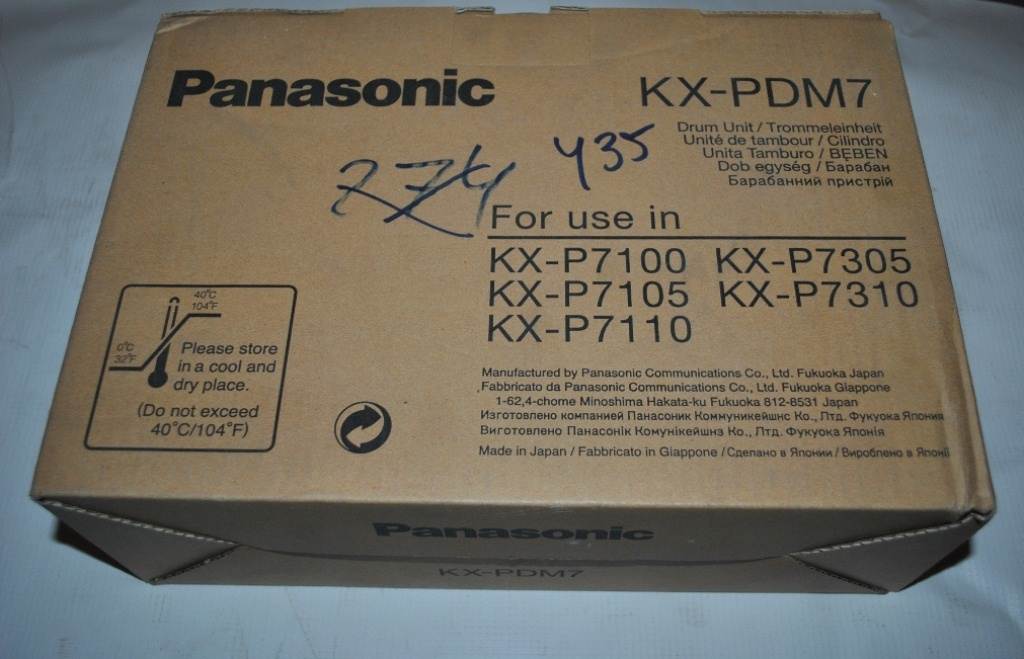 Panasonic
KX-PDM7
Drum Unit / Trommeleinheit
Unité de tambour / Cilindro
Unita Tamburo / BĘBEN
Dob egység / Барабан
Барабанний пристрій
435
For use in
KX-P7100 KX-P7305
KX-P7105 KX-P7310
KX-P7110
40°C
104°F
0°C
32°F
Please store
in a cool and
dry place.
(Do not exceed
40°C/104°F)
Manufactured by Panasonic Communications Co., Ltd. Fukuoka Japan
Fabbricato da Panasonic Communications Co., Ltd. Fukuoka Giappone
1-62,4-chome Minoshima Hakata-ku Fukuoka 812-8531 Japan
Изготовлено компанией Панасоник Коммуникейшнс Ко., Лтд. Фукуока Япония
Виготовлено Панасонік Комунікейшнз Ко., Лтд. Фукуока Японія
Made in Japan / Fabbricato in Giappone / Сделано в Японии / Вироблено в Японії
Panasonic
KX-PDM7